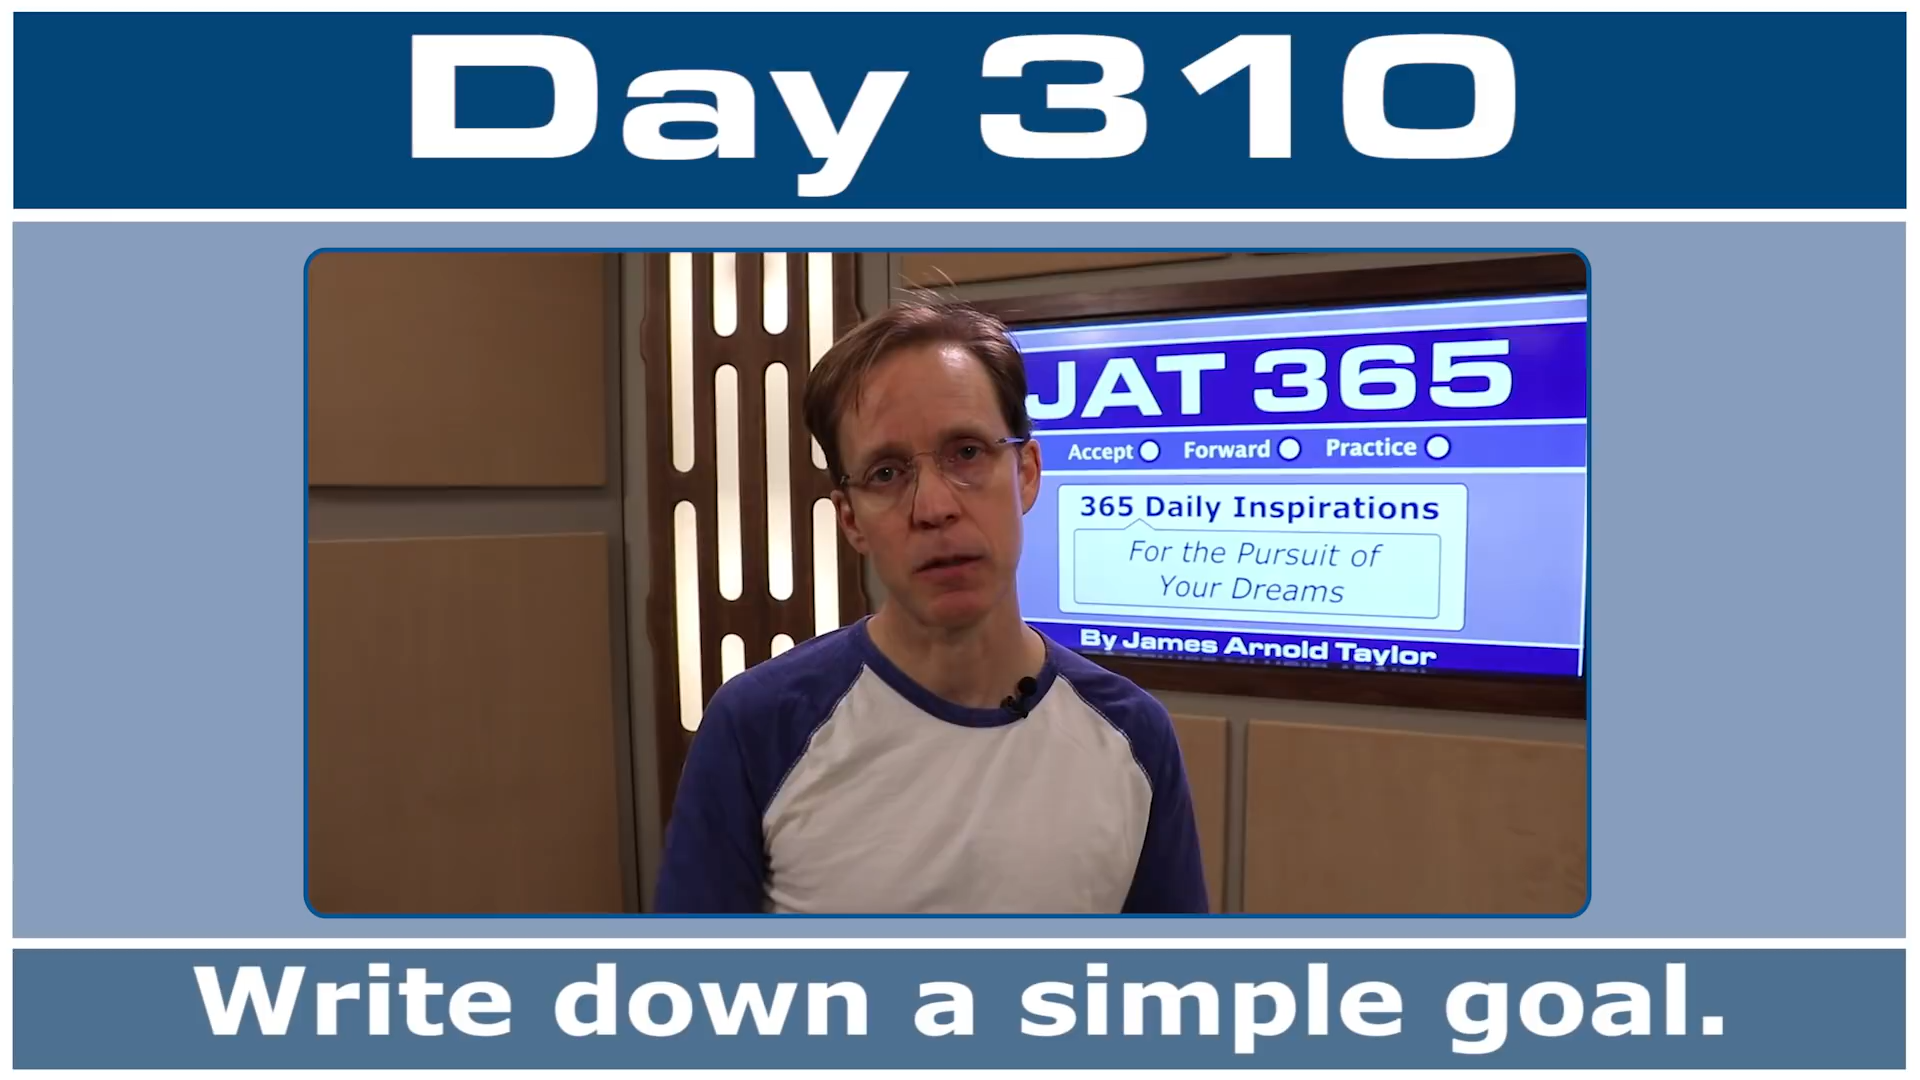 Day 310
JAT 365
Accept Forward Practice
365 Daily Inspirations
For the Pursuit of
Your Dreams
By James Arnold Taylor
Write down a simple goal.